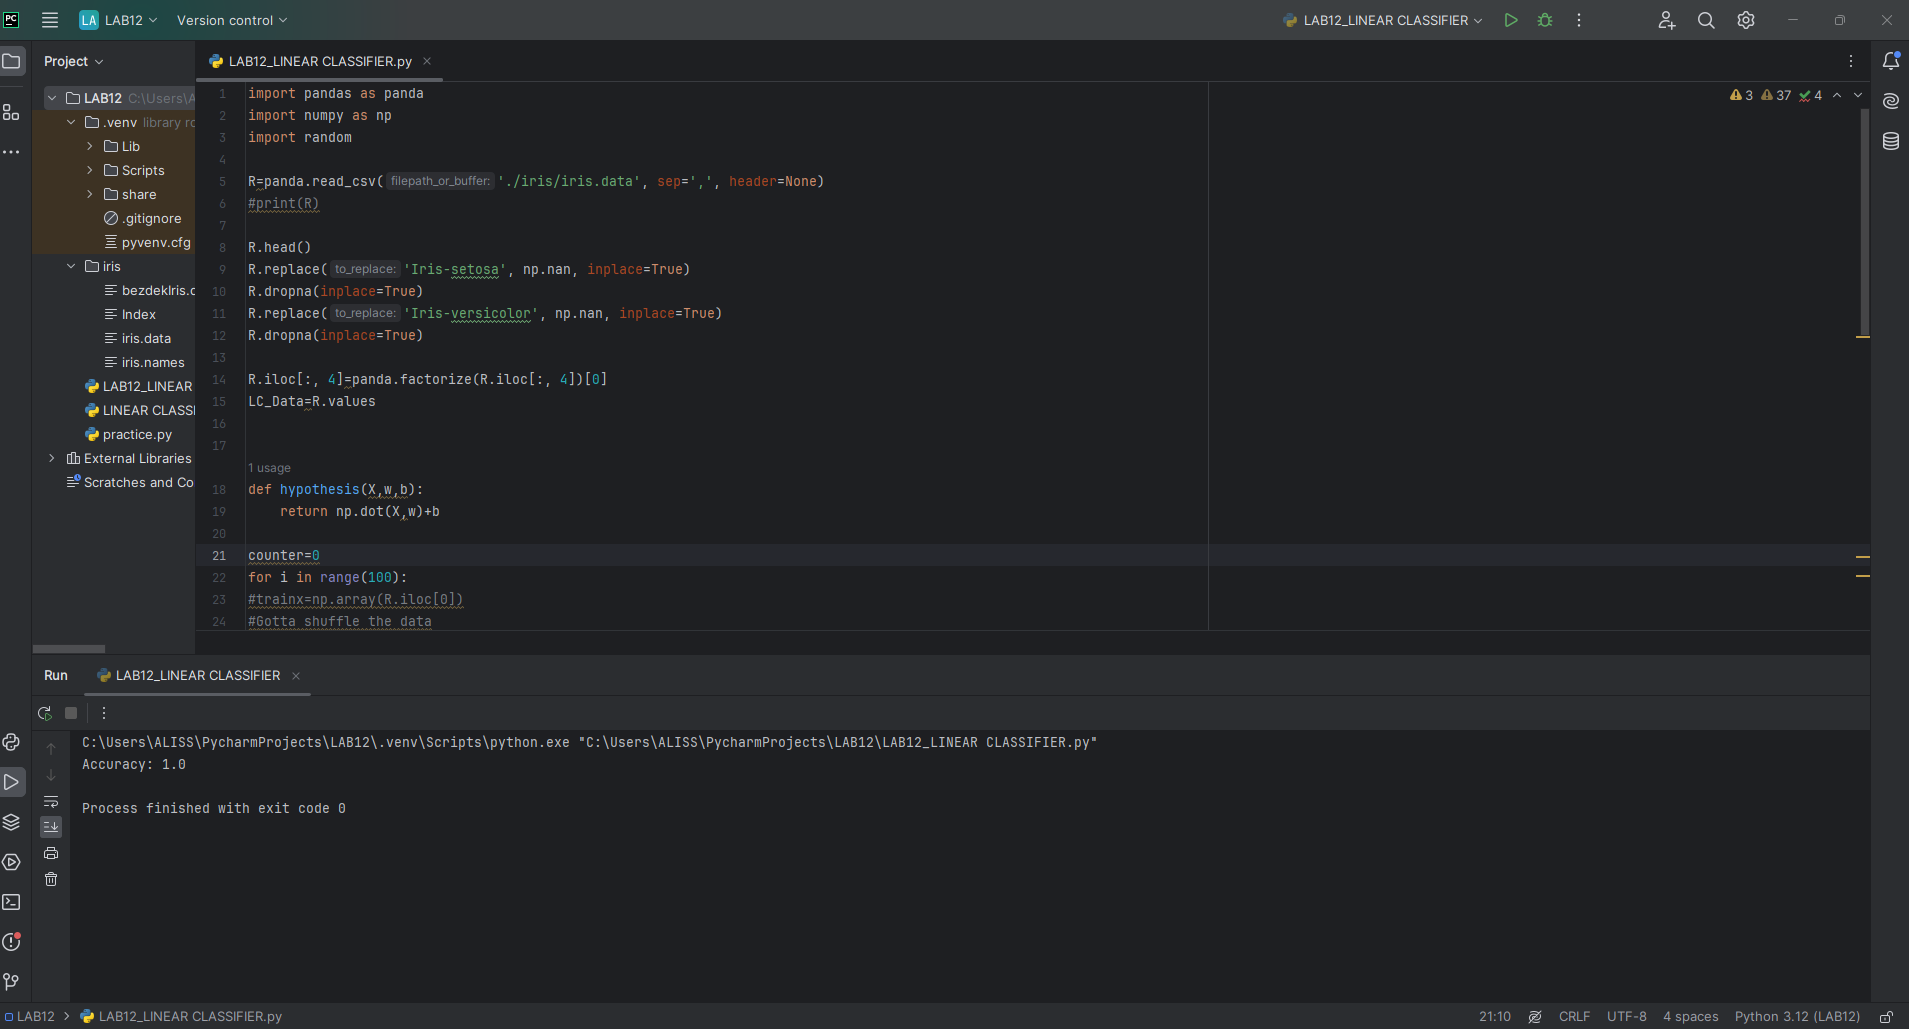 PC
LA LAB12
Version control
LAB12_LINEAR CLASSIFIER
Project
LAB12 C:\Users\A
.venv library ro
Lib
Scripts
share
.gitignore
pyvenv.cfg
iris
bezdekIris.d
Index
iris.data
iris.names
LAB12_LINEAR
LINEAR CLASSI
practice.py
External Libraries
Scratches and Co
LAB12_LINEAR CLASSIFIER.py
3 37 4
1 import pandas as panda
2 import numpy as np
3 import random
4
5 R=panda.read_csv( filepath_or_buffer: './iris/iris.data', sep=',', header=None)
6 #print(R)
7
8 R.head()
9 R.replace( to_replace: 'Iris-setosa', np.nan, inplace=True)
10 R.dropna(inplace=True)
11 R.replace( to_replace: 'Iris-versicolor', np.nan, inplace=True)
12 R.dropna(inplace=True)
13
14 R.iloc[:, 4]=panda.factorize(R.iloc[:, 4])[0]
15 LC_Data=R.values
16
17
1 usage
18 def hypothesis(X,w,b):
19 return np.dot(X,w)+b
20
21 counter=0
22 for i in range(100):
23 #trainx=np.array(R.iloc[0])
24 #Gotta shuffle the data
Run
LAB12_LINEAR CLASSIFIER
C:\Users\ALISS\PycharmProjects\LAB12\.venv\Scripts\python.exe "C:\Users\ALISS\PycharmProjects\LAB12\LAB12_LINEAR CLASSIFIER.py"
Accuracy: 1.0
Process finished with exit code 0
LAB12 > LAB12_LINEAR CLASSIFIER.py
21:10 CRLF UTF-8 4 spaces Python 3.12 (LAB12)